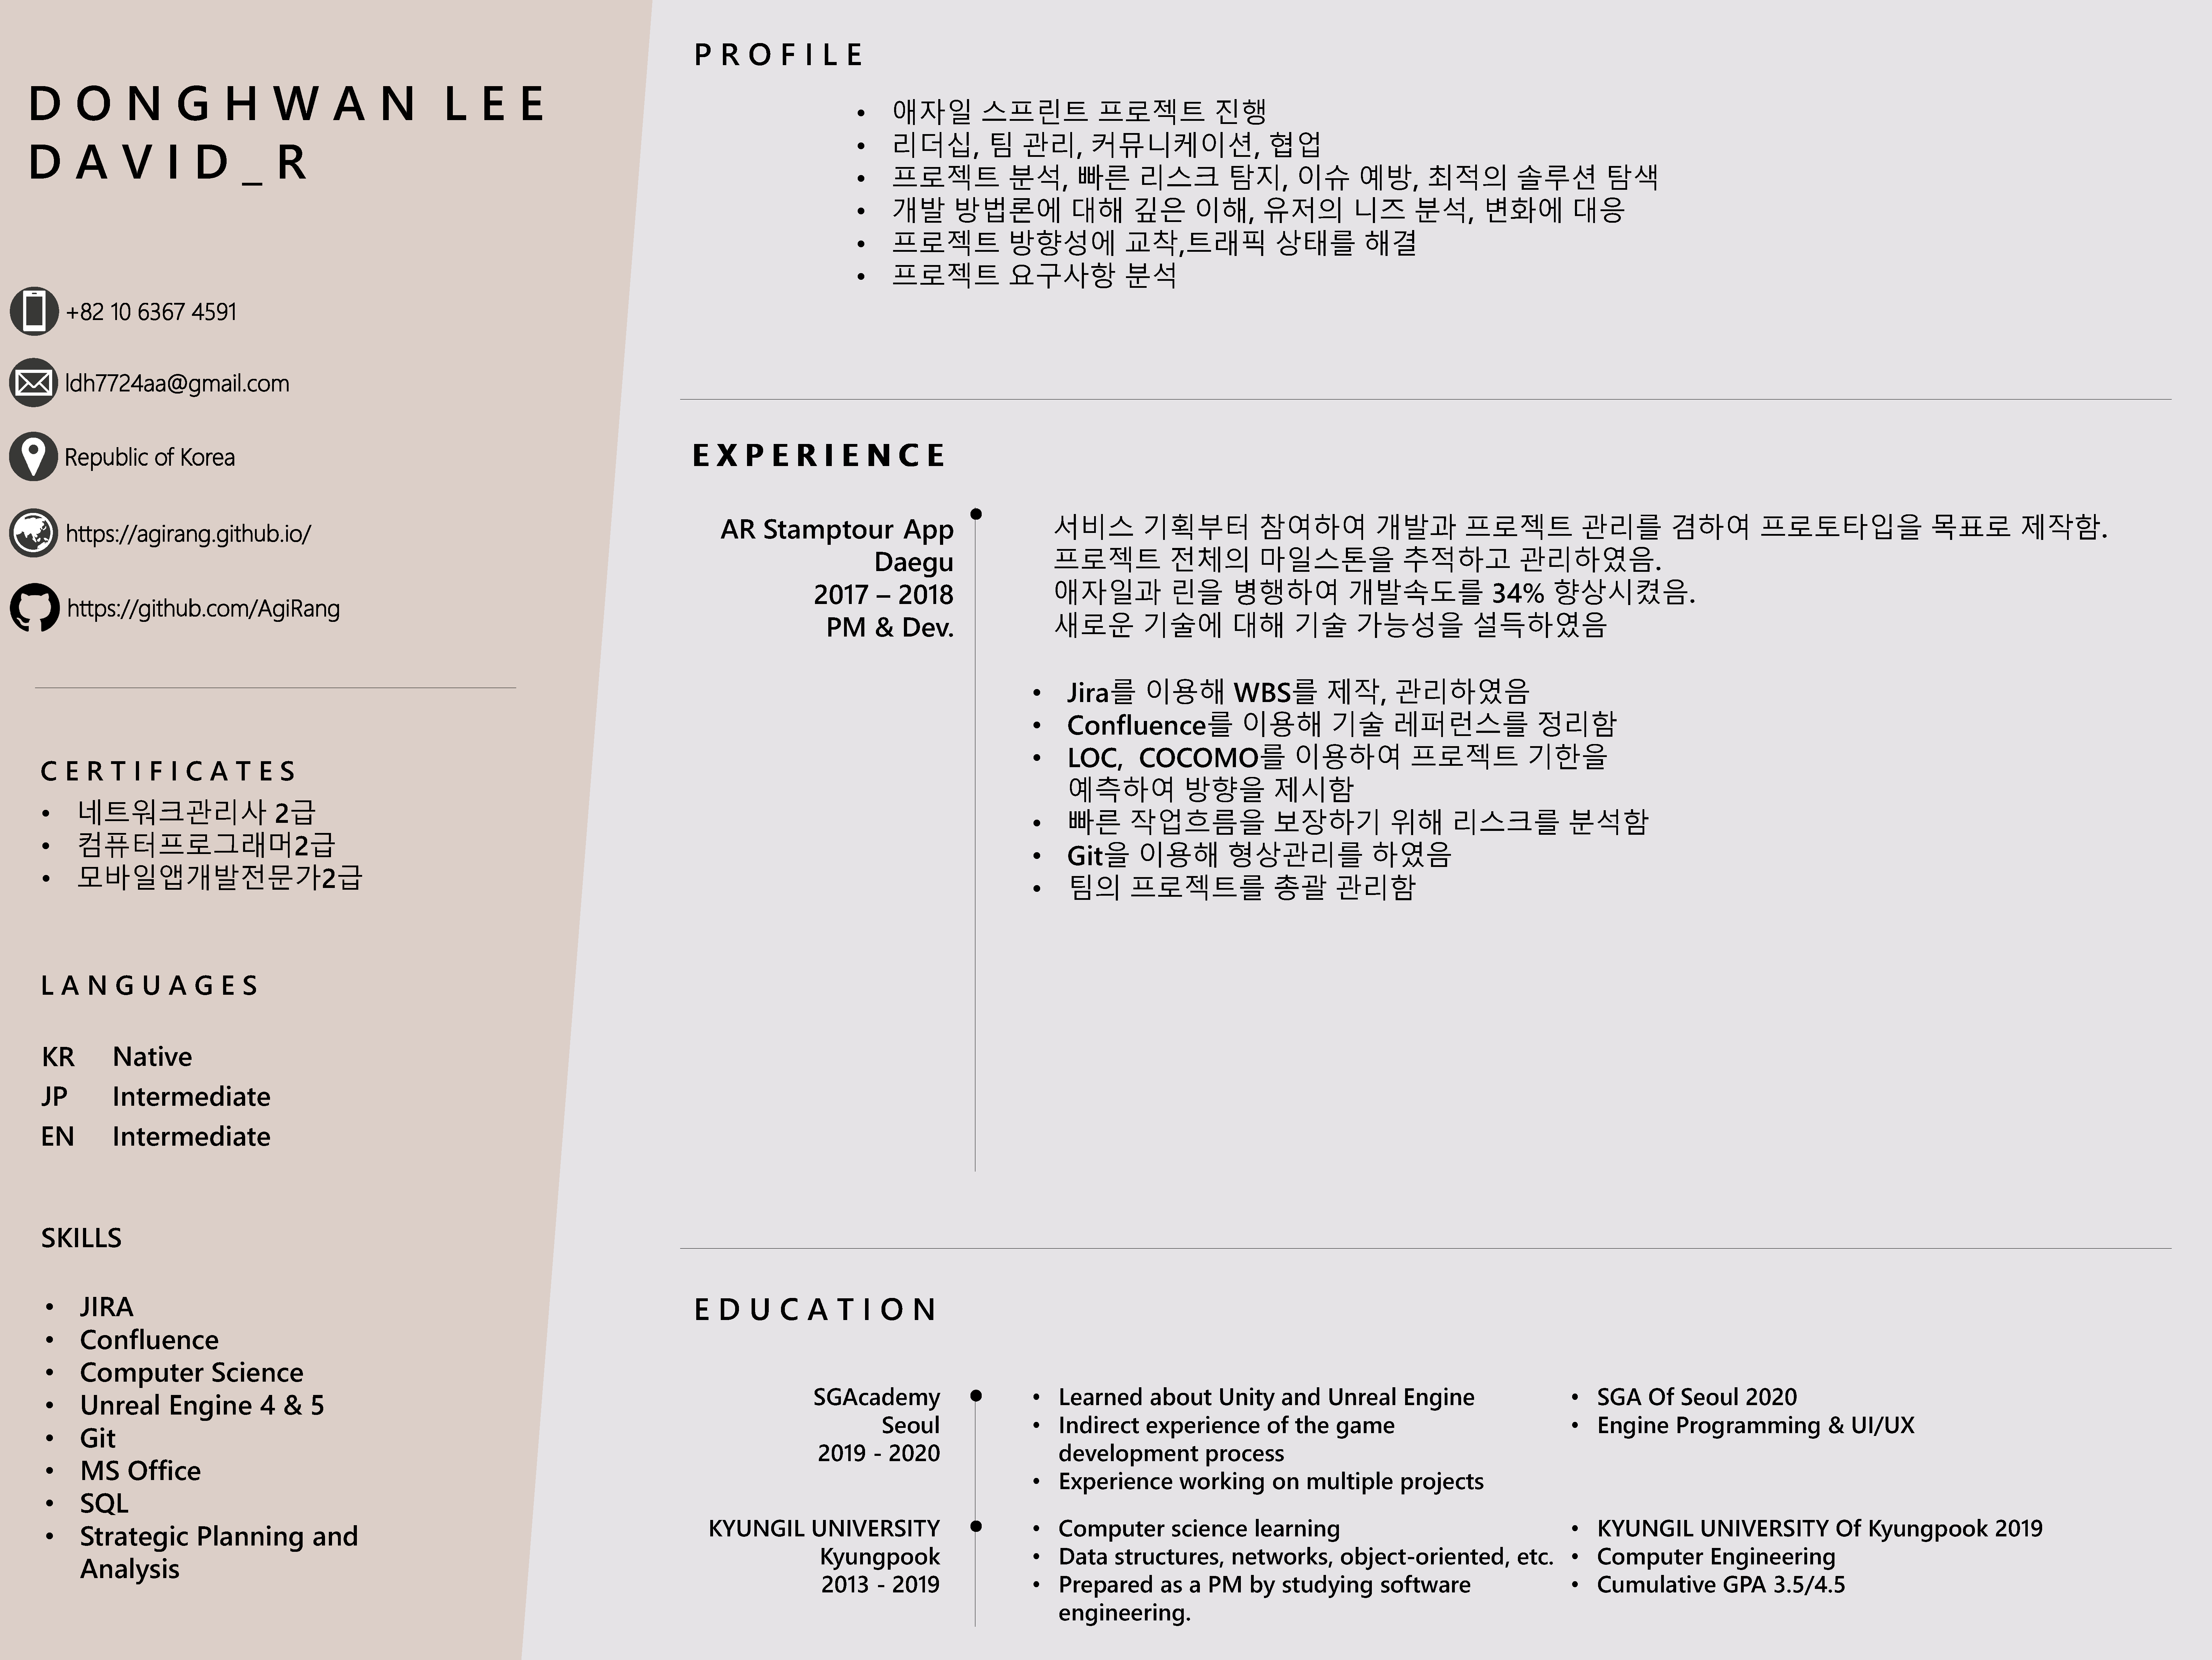 DONGHWAN LEE
DAVID_R
+82 10 6367 4591
ldh7724aa@gmail.com
Republic of Korea
https://agirang.github.io/
https://github.com/AgiRang
CERTIFICATES
• 네트워크관리사 2급
• 컴퓨터프로그래머2급
• 모바일앱개발전문가2급
LANGUAGES
KR Native
JP Intermediate
EN Intermediate
SKILLS
• JIRA
• Confluence
• Computer Science
• Unreal Engine 4 & 5
• Git
• MS Office
• SQL
• Strategic Planning and
Analysis
PROFILE
• 애자일 스프린트 프로젝트 진행
• 리더십, 팀 관리, 커뮤니케이션, 협업
• 프로젝트 분석, 빠른 리스크 탐지, 이슈 예방, 최적의 솔루션 탐색
• 개발 방법론에 대해 깊은 이해, 유저의 니즈 분석, 변화에 대응
• 프로젝트 방향성에 교착,트래픽 상태를 해결
• 프로젝트 요구사항 분석
EXPERIENCE
AR Stamptour App
Daegu
2017 – 2018
PM & Dev.
서비스 기획부터 참여하여 개발과 프로젝트 관리를 겸하여 프로토타입을 목표로 제작함.
프로젝트 전체의 마일스톤을 추적하고 관리하였음.
애자일과 린을 병행하여 개발속도를 34% 향상시켰음.
새로운 기술에 대해 기술 가능성을 설득하였음
• Jira를 이용해 WBS를 제작, 관리하였음
• Confluence를 이용해 기술 레퍼런스를 정리함
• LOC, COCOMO를 이용하여 프로젝트 기한을
예측하여 방향을 제시함
• 빠른 작업흐름을 보장하기 위해 리스크를 분석함
• Git을 이용해 형상관리를 하였음
• 팀의 프로젝트를 총괄 관리함
EDUCATION
SGAcademy
Seoul
2019 - 2020
• Learned about Unity and Unreal Engine
• Indirect experience of the game
development process
• Experience working on multiple projects
• SGA Of Seoul 2020
• Engine Programming & UI/UX
KYUNGIL UNIVERSITY
Kyungpook
2013 - 2019
• Computer science learning
• Data structures, networks, object-oriented, etc.
• Prepared as a PM by studying software
engineering.
• KYUNGIL UNIVERSITY Of Kyungpook 2019
• Computer Engineering
• Cumulative GPA 3.5/4.5